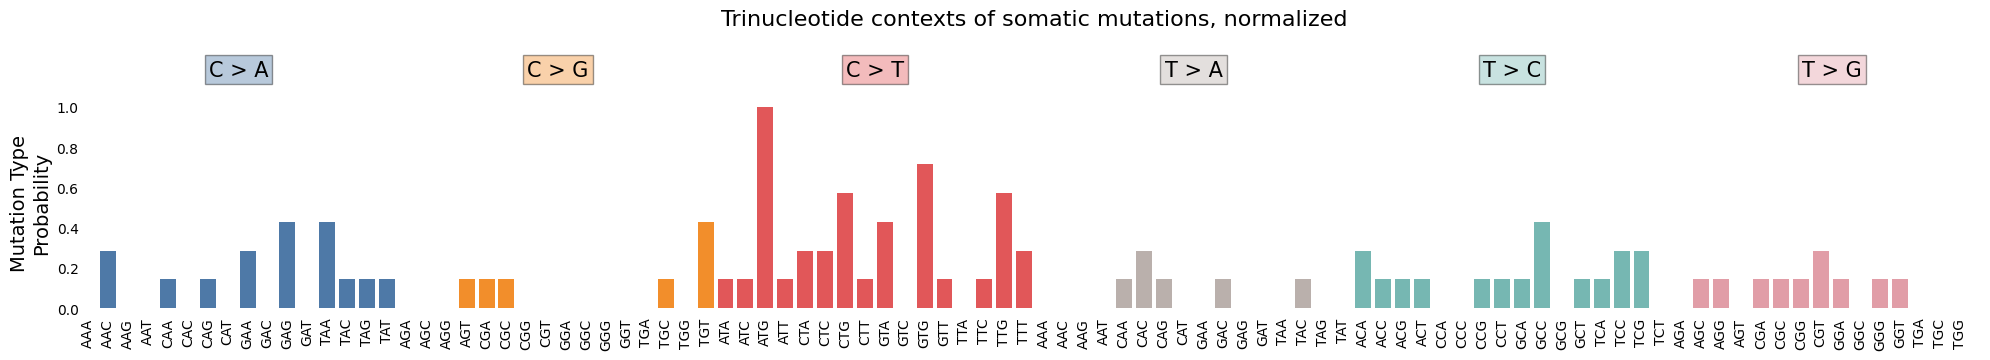 Trinucleotide contexts of somatic mutations, normalized
C > A
C > G
C > T
T > A
T > C
T > G
Mutation Type
Probability
1.0
0.8
0.6
0.4
0.2
0.0
AAA
AAC
AAG
AAT
CAA
CAC
CAG
CAT
GAA
GAC
GAG
GAT
TAA
TAC
TAG
TAT
AGA
AGC
AGG
AGT
CGA
CGC
CGG
CGT
GGA
GGC
GGG
GGT
TGA
TGC
TGG
TGT
ATA
ATC
ATG
ATT
CTA
CTC
CTG
CTT
GTA
GTC
GTG
GTT
TTA
TTC
TTG
TTT
AAA
AAC
AAG
AAT
CAA
CAC
CAG
CAT
GAA
GAC
GAG
GAT
TAA
TAC
TAG
TAT
ACA
ACC
ACG
ACT
CCA
CCC
CCG
CCT
GCA
GCC
GCG
GCT
TCA
TCC
TCG
TCT
AGA
AGC
AGG
AGT
CGA
CGC
CGG
CGT
GGA
GGC
GGG
GGT
TGA
TGC
TGG